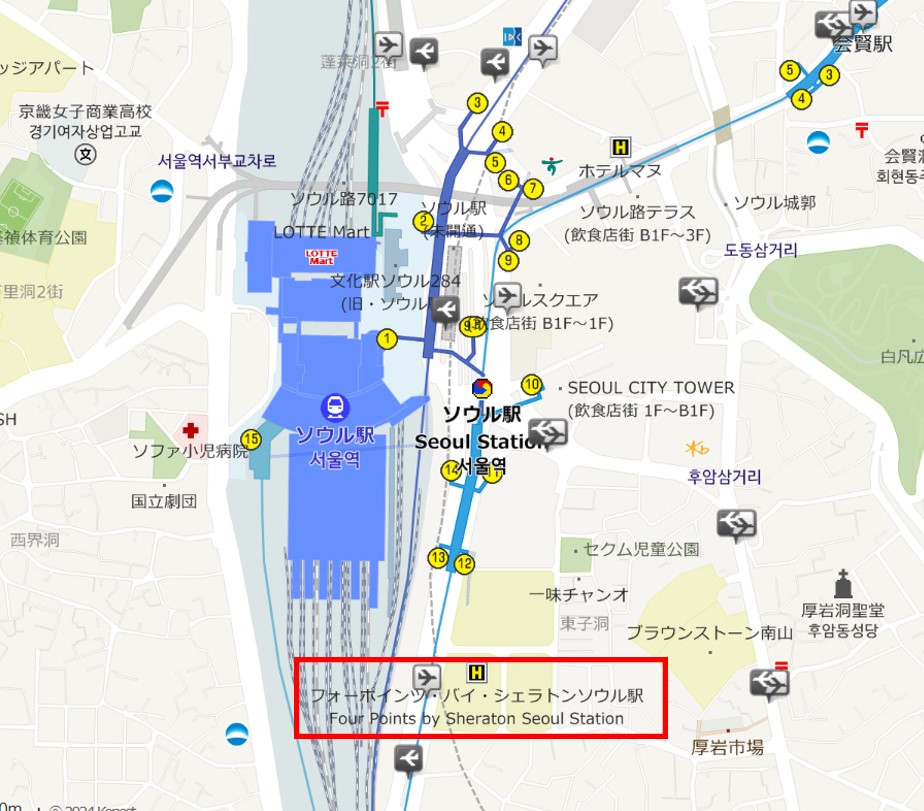 会賢駅
蓬莱洞2街
ッジアパート
京畿女子商業高校
경기여자상업고교
文
서울역서부교차로
ソウル路7017
LOTTE Mart
LOTTE
Mart
ソウル駅
(未開通)
ホテルマヌ
ソウル路テラス
(飲食店街 B1F～3F)
ソウル城郭
도동삼거리
会賢
회현동
体育公園
里洞2街
文化駅ソウル284
(旧・ソウル
ルスクエア
飲食店街 B1F～1F)
白凡広
SEOUL CITY TOWER
(飲食店街 1F～B1F)
ソウル駅
Seoul Station
서울역
ソウル駅
서울역
SH
ソファ小児病院
国立劇団
西界洞
후암삼거리
セクム児童公園
一味チャンオ
東子洞
ブラウンストーン南山
厚岩洞聖堂
후암동성당
フォーポインツ・バイ・シェラトンソウル駅
Four Points by Sheraton Seoul Station
厚岩市場
0m
© 2024
3
4
5
6
7
2
8
9
1
10
15
14
13
12
5
3
4
H
H